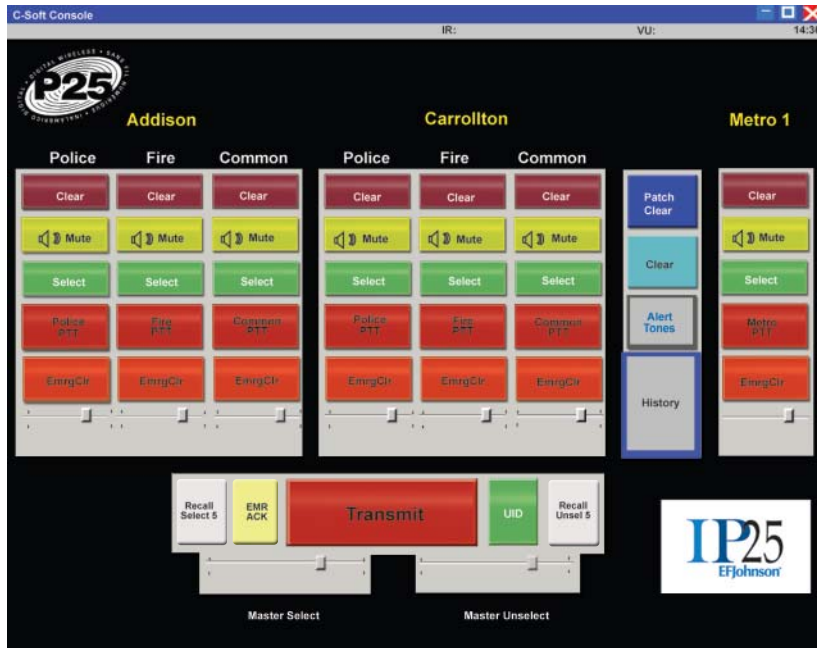 C-Soft Console
IR: VU: 14:30
P25
DIGITAL WIRELESS
Addison Carrollton Metro 1
Police Fire Common Police Fire Common
Clear Clear Clear Clear Clear Clear Patch Clear Clear
Mute Mute Mute Mute Mute Mute Mute
Select Select Select Select Select Select Clear Select
Police PTT Fire PTT Common PTT Police PTT Fire PTT Common PTT Alert Tones Metro PTT
EmrgClr EmrgClr EmrgClr EmrgClr EmrgClr EmrgClr History EmrgClr
Recall Select 5 EMR ACK Transmit UID Recall Unsel 5
IP25
EFJohnson
Master Select Master Unselect